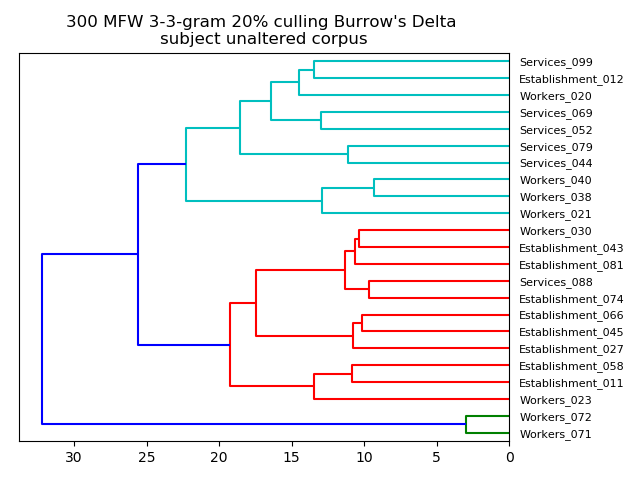 300 MFW 3-3-gram 20% culling Burrow's Delta
subject unaltered corpus
Services_099
Establishment_012
Workers_020
Services_069
Services_052
Services_079
Services_044
Workers_040
Workers_038
Workers_021
Workers_030
Establishment_043
Establishment_081
Services_088
Establishment_074
Establishment_066
Establishment_045
Establishment_027
Establishment_058
Establishment_011
Workers_023
Workers_072
Workers_071
30 25 20 15 10 5 0